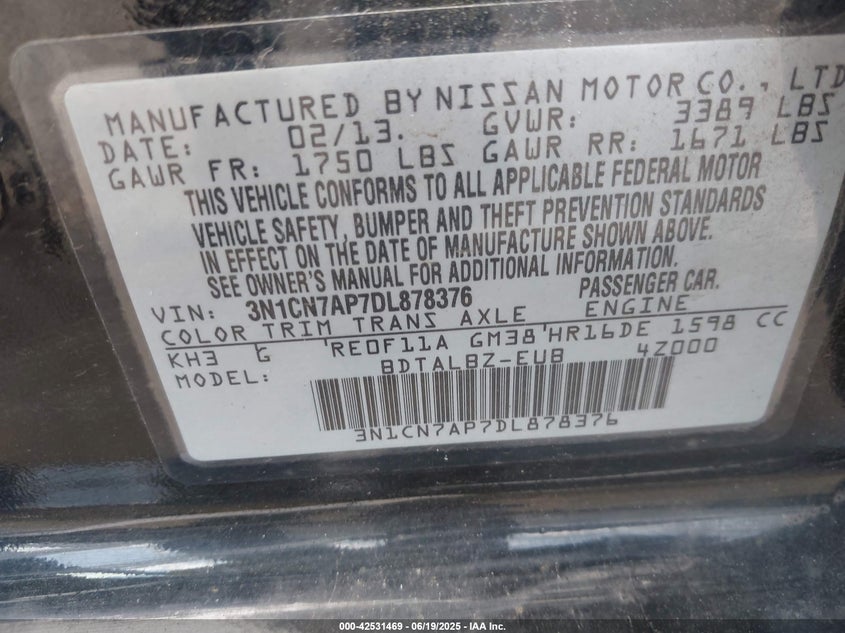 MANUFACTURED BY NISSAN MOTOR CO., LTD
DATE: 02/13. GVWR: 3389 LBS
GAWR FR: 1750 LBS GAWR RR: 1671 LBS
THIS VEHICLE CONFORMS TO ALL APPLICABLE FEDERAL MOTOR
VEHICLE SAFETY, BUMPER AND THEFT PREVENTION STANDARDS
IN EFFECT ON THE DATE OF MANUFACTURE SHOWN ABOVE.
SEE OWNER'S MANUAL FOR ADDITIONAL INFORMATION.
VIN: 3N1CN7AP7DL878376 PASSENGER CAR.
COLOR TRIM TRANS AXLE ENGINE
KH3 G RE0F11A GM38 HR16DE 1598 CC
MODEL: BDTALBZ-EUB 4Z000
3N1CN7AP7DL878376
000-42531469 - 06/19/2025 - IAA Inc.